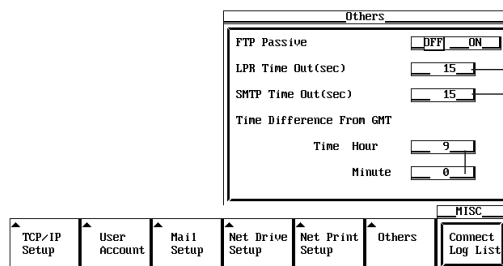 Others
FTP Passive OFF ON
LPR Time Out(sec) 15
SMTP Time Out(sec) 15
Time Difference From GMT
Time Hour 9
Minute 0
MISC
TCP/IP Setup
User Account
Mail Setup
Net Drive Setup
Net Print Setup
Others
Connect Log List